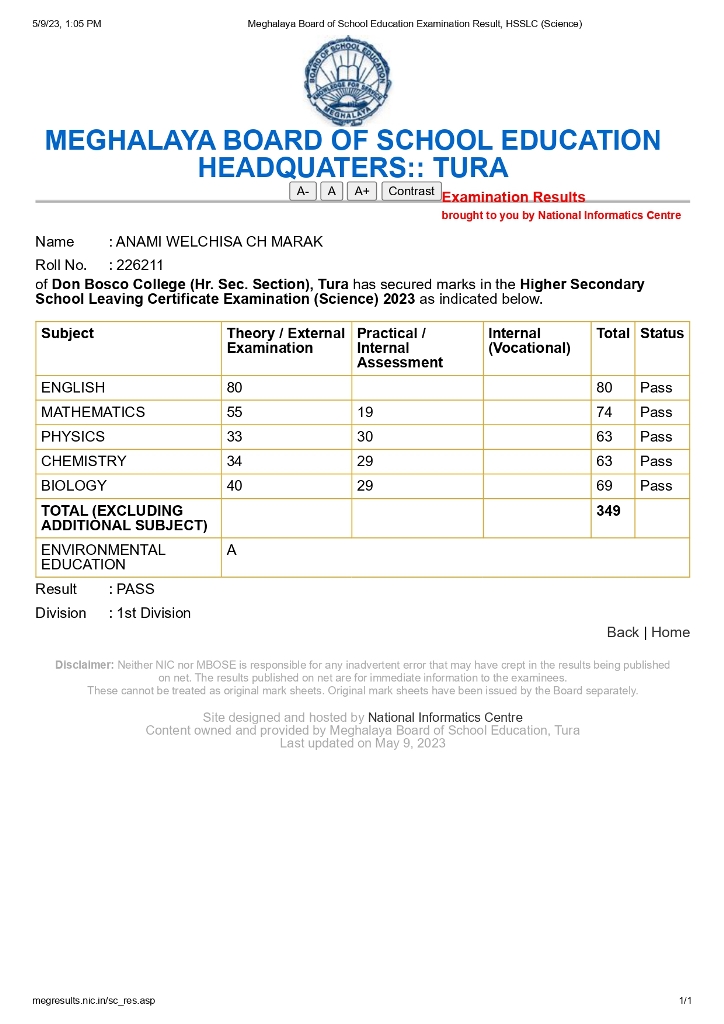 5/9/23, 1:05 PM Meghalaya Board of School Education Examination Result, HSSLC (Science)
BOARD OF SCHOOL EDUCATION
KNOWLEDGE FOR SERVICE
MEGHALAYA
MEGHALAYA BOARD OF SCHOOL EDUCATION
HEADQUATERS:: TURA
A- A A+ Contrast
Examination Results
brought to you by National Informatics Centre
Name : ANAMI WELCHISA CH MARAK
Roll No. : 226211
of Don Bosco College (Hr. Sec. Section), Tura has secured marks in the Higher Secondary
School Leaving Certificate Examination (Science) 2023 as indicated below.
Subject Theory / External Examination Practical / Internal Assessment Internal (Vocational) Total Status
ENGLISH 80 80 Pass
MATHEMATICS 55 19 74 Pass
PHYSICS 33 30 63 Pass
CHEMISTRY 34 29 63 Pass
BIOLOGY 40 29 69 Pass
TOTAL (EXCLUDING ADDITIONAL SUBJECT) 349
ENVIRONMENTAL EDUCATION A
Result : PASS
Division : 1st Division
Back | Home
Disclaimer: Neither NIC nor MBOSE is responsible for any inadvertent error that may have crept in the results being published
on net. The results published on net are for immediate information to the examinees.
These cannot be treated as original mark sheets. Original mark sheets have been issued by the Board separately.
Site designed and hosted by National Informatics Centre
Content owned and provided by Meghalaya Board of School Education, Tura
Last updated on May 9, 2023
megresults.nic.in/sc_res.asp 1/1